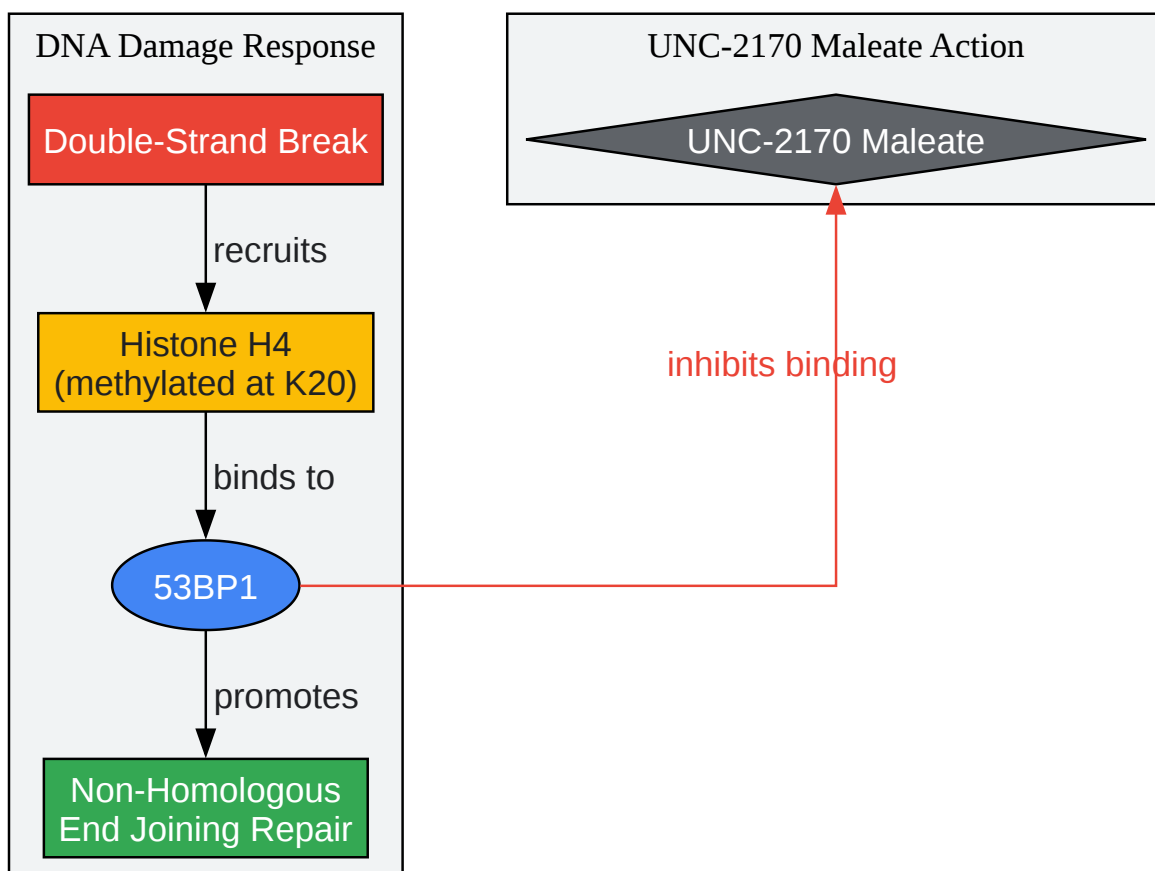 DNA Damage Response
Double-Strand Break
recruits
Histone H4
(methylated at K20)
binds to
53BP1
promotes
Non-Homologous
End Joining Repair
UNC-2170 Maleate Action
UNC-2170 Maleate
inhibits binding